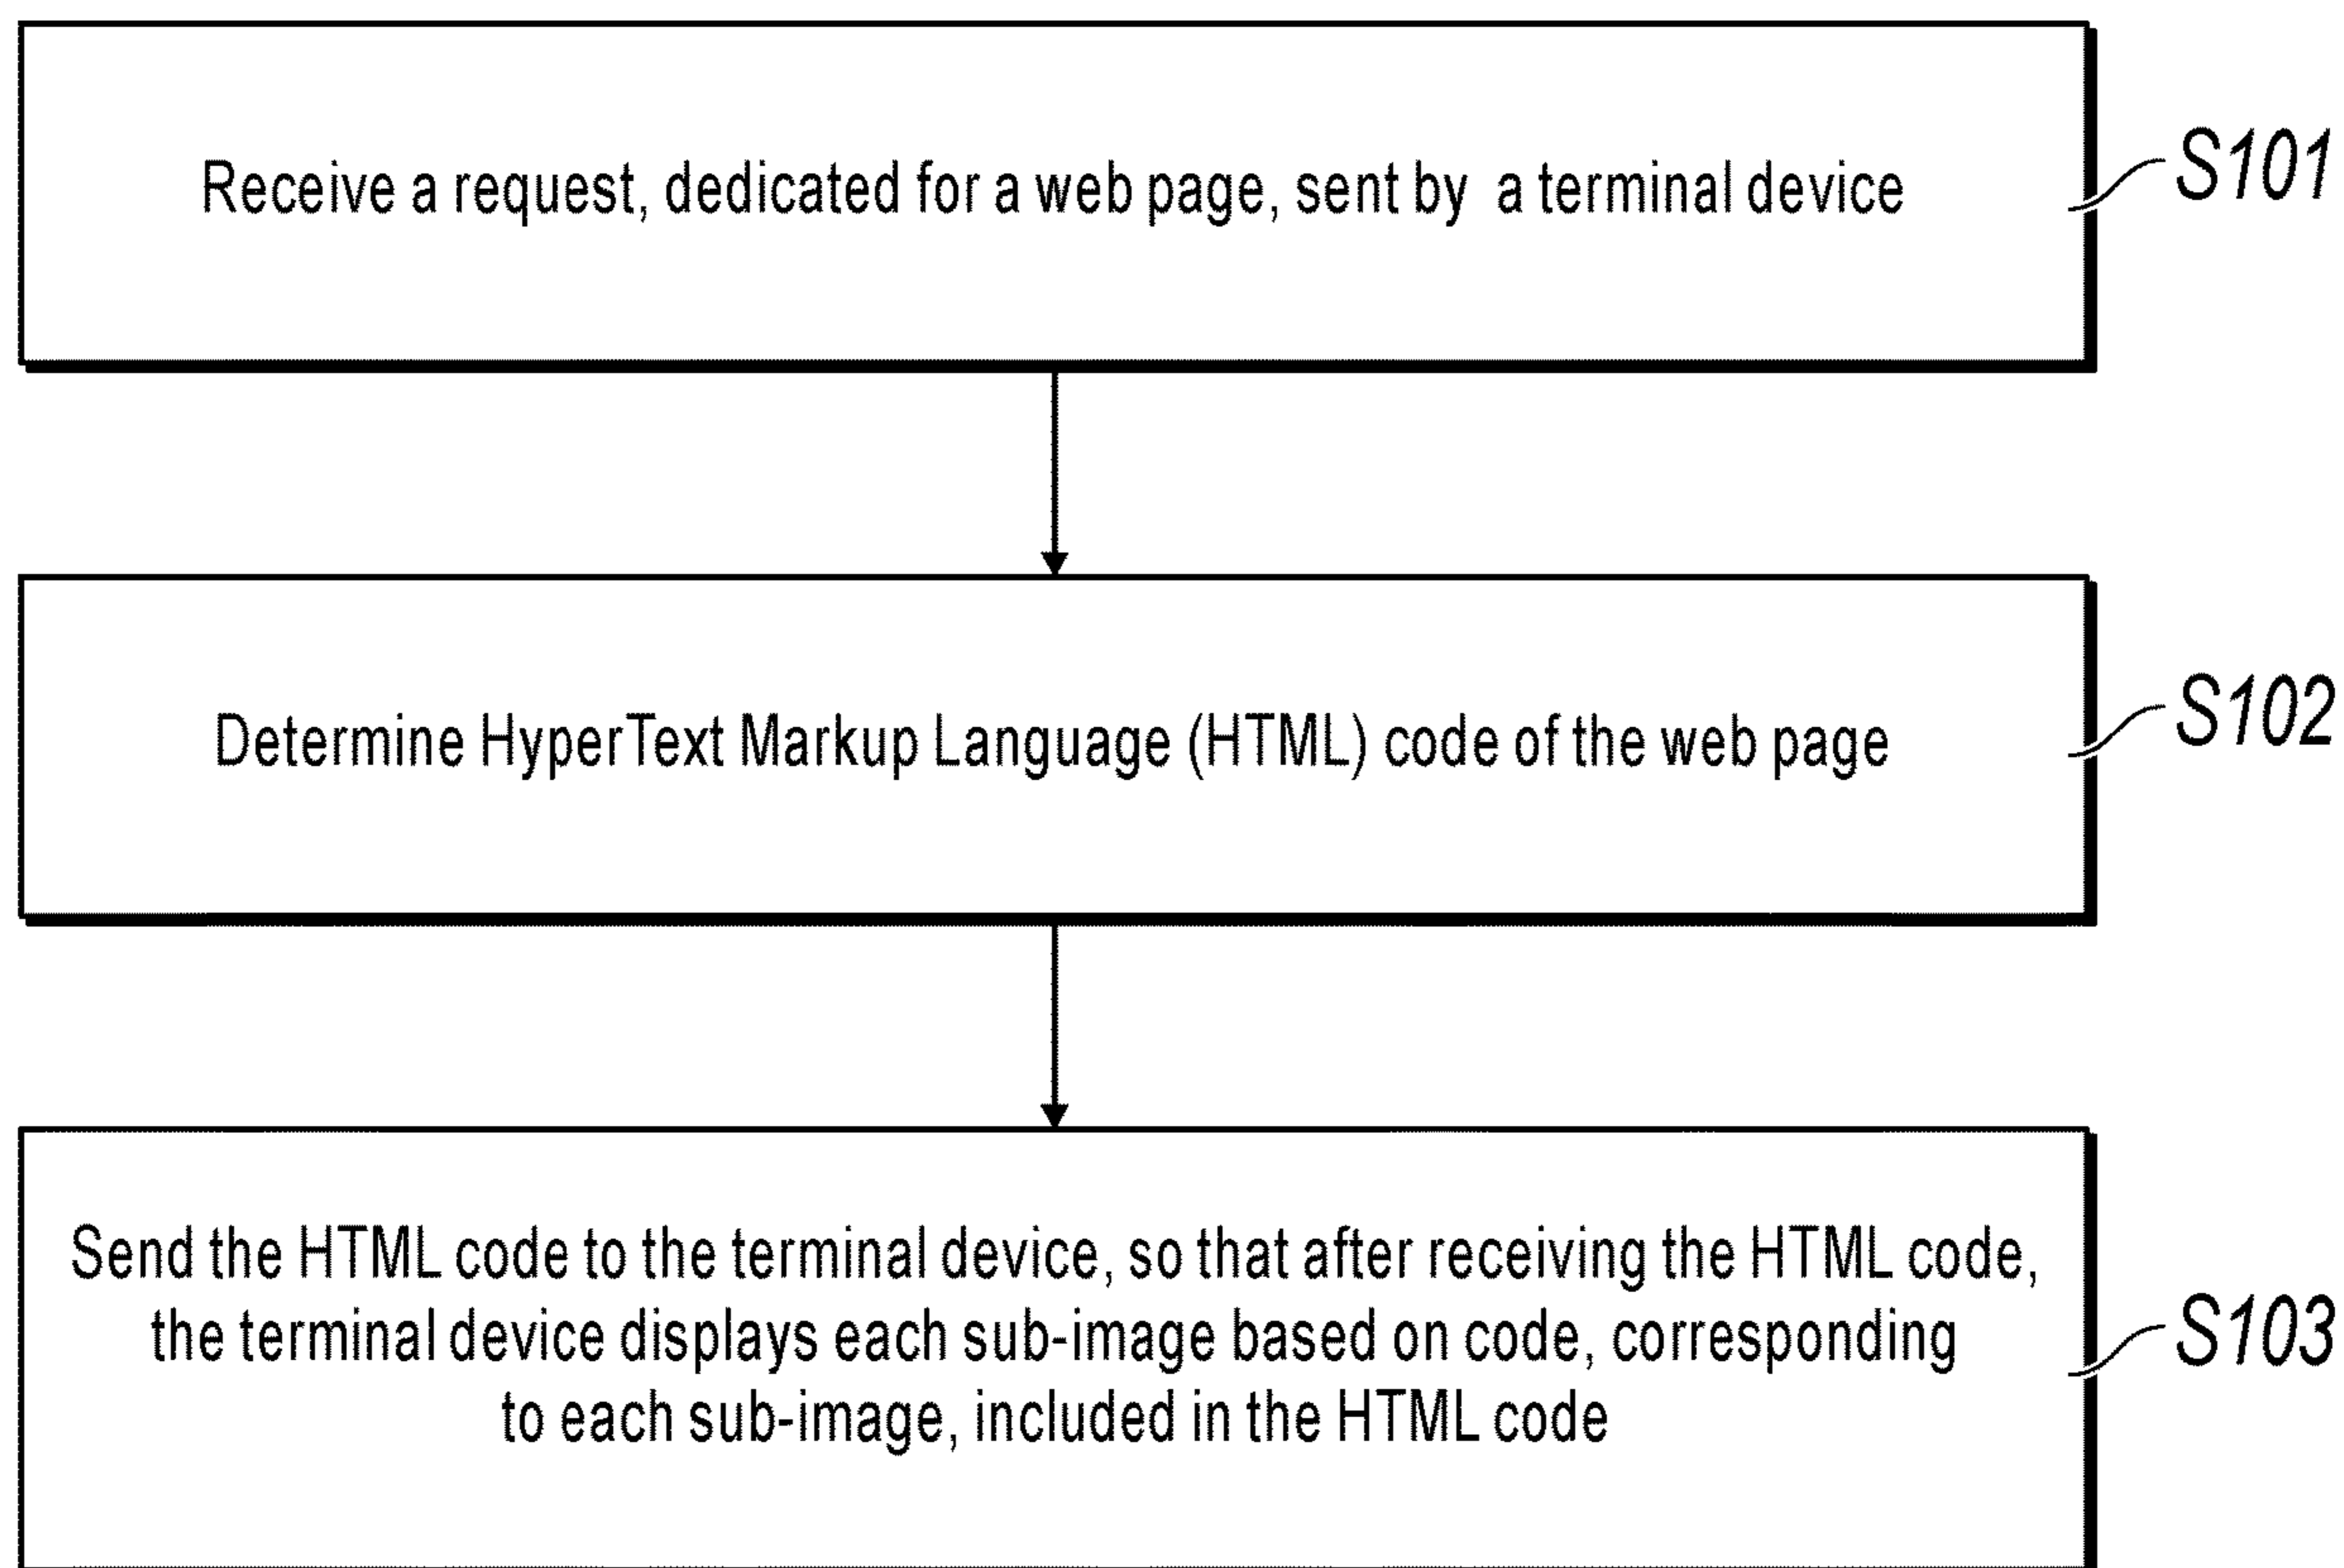 Receive a request, dedicated for a web page, sent by a terminal device
S101
Determine HyperText Markup Language (HTML) code of the web page
S102
Send the HTML code to the terminal device, so that after receiving the HTML code,
the terminal device displays each sub-image based on code, corresponding
to each sub-image, included in the HTML code
S103